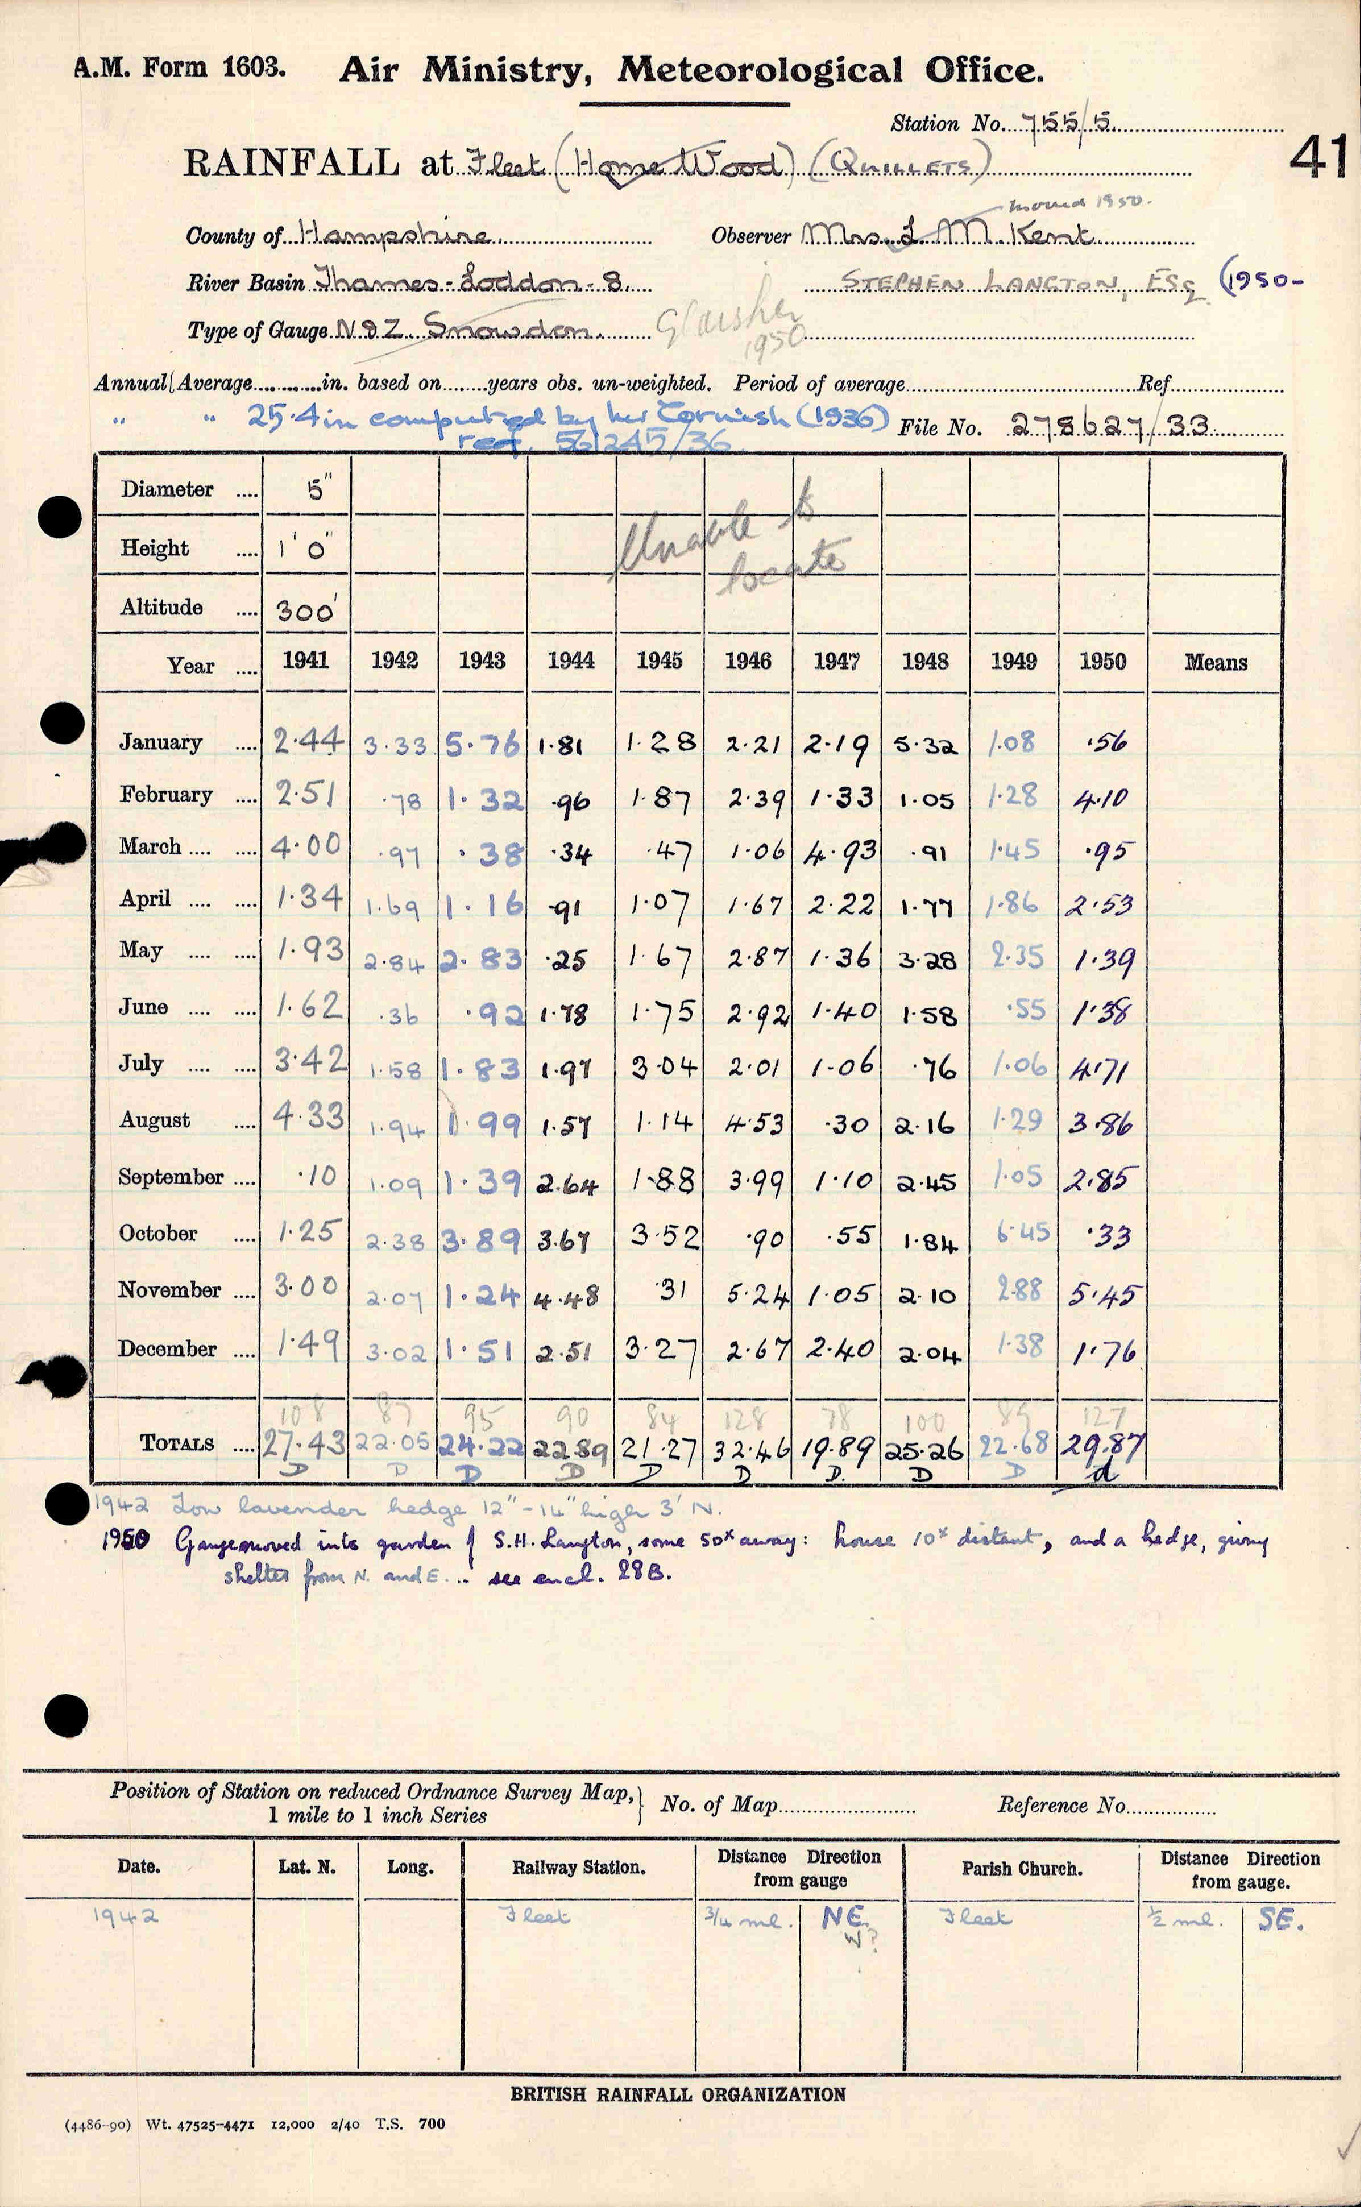 A.M. Form 1603. Air Ministry, Meteorological Office.
Station No. 755/5
41
RAINFALL at Fleet (Home Wood) (QUILLETS)
moved 1950.
County of Hampshire Observer Mrs. L. M. Kent
River Basin Thames-Loddon-8. STEPHEN LANGTON, ESq (1950-
Type of Gauge N&Z Snowdon. Glaisher
1950
Annual Average in. based on years obs. un-weighted. Period of average Ref
" " 25.4 in computed by Mr Cornish (1936) File No. 278627/33
req. 561245/36
Diameter 5"
Height 1' 0"
Unable to
locate
Altitude 300'
Year 1941 1942 1943 1944 1945 1946 1947 1948 1949 1950 Means
January 2.44 3.33 5.76 1.81 1.28 2.21 2.19 5.32 1.08 .56
February 2.51 .78 1.32 .96 1.87 2.39 1.33 1.05 1.28 4.10
March 4.00 .97 .38 .34 .47 1.06 4.93 .91 1.45 .95
April 1.34 1.69 1.16 .91 1.07 1.67 2.22 1.77 1.86 2.53
May 1.93 2.84 2.83 .25 1.67 2.87 1.36 3.28 2.35 1.39
June 1.62 .36 .92 1.78 1.75 2.92 1.40 1.58 .55 1.38
July 3.42 1.58 1.83 1.97 3.04 2.01 1.06 .76 1.06 4.71
August 4.33 1.94 1.99 1.57 1.14 4.53 .30 2.16 1.29 3.86
September .10 1.09 1.39 2.64 1.88 3.99 1.10 2.45 1.05 2.85
October 1.25 2.38 3.89 3.67 3.52 .90 .55 1.84 6.45 .33
November 3.00 2.07 1.24 4.48 .31 5.24 1.05 2.10 2.88 5.45
December 1.49 3.02 1.51 2.51 3.27 2.67 2.40 2.04 1.38 1.76
108 87 95 90 84 128 78 100 89 127
TOTALS 27.43 22.05 24.22 22.89 21.27 32.46 19.89 25.26 22.68 29.87
D D D D D D D. D D d
1942 Low lavender hedge 12"-14" high 3' N.
1950 Gauge moved into garden of S.H. Langton, some 50x away: house 10x distant, and a hedge, giving
shelter from N. and E. .. see encl. 28B.
Position of Station on reduced Ordnance Survey Map,} No. of Map Reference No.
1 mile to 1 inch Series
Date. Lat. N. Long. Railway Station. Distance Direction from gauge Parish Church. Distance Direction from gauge.
1942 Fleet 3/4 ml. NE. Fleet 1/2 ml. SE.
W?
BRITISH RAINFALL ORGANIZATION
(4486-90) Wt. 47525-4471 12,000 2/40 T.S. 700